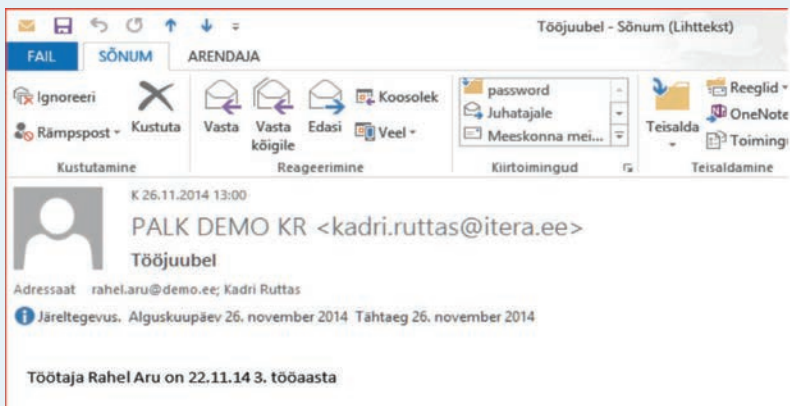 Tööjuubel - Sõnum (Lihttekst)
FAIL SÕNUM ARENDAJA
Ignoreeri
Rämpspost
Kustuta
Kustutamine
Vasta
Vasta kõigile
Edasi
Koosolek
Veel
Reageerimine
password
Juhatajale
Meeskonna mei...
Kiirtoimingud
Teisalda
Reeglid
OneNote
Toimingu
Teisaldamine
K 26.11.2014 13:00
PALK DEMO KR <kadri.ruttas@itera.ee>
Tööjuubel
Adressaat rahel.aru@demo.ee; Kadri Ruttas
Järeltegevus. Alguskuupäev 26. november 2014 Tähtaeg 26. november 2014
Töötaja Rahel Aru on 22.11.14 3. tööaasta